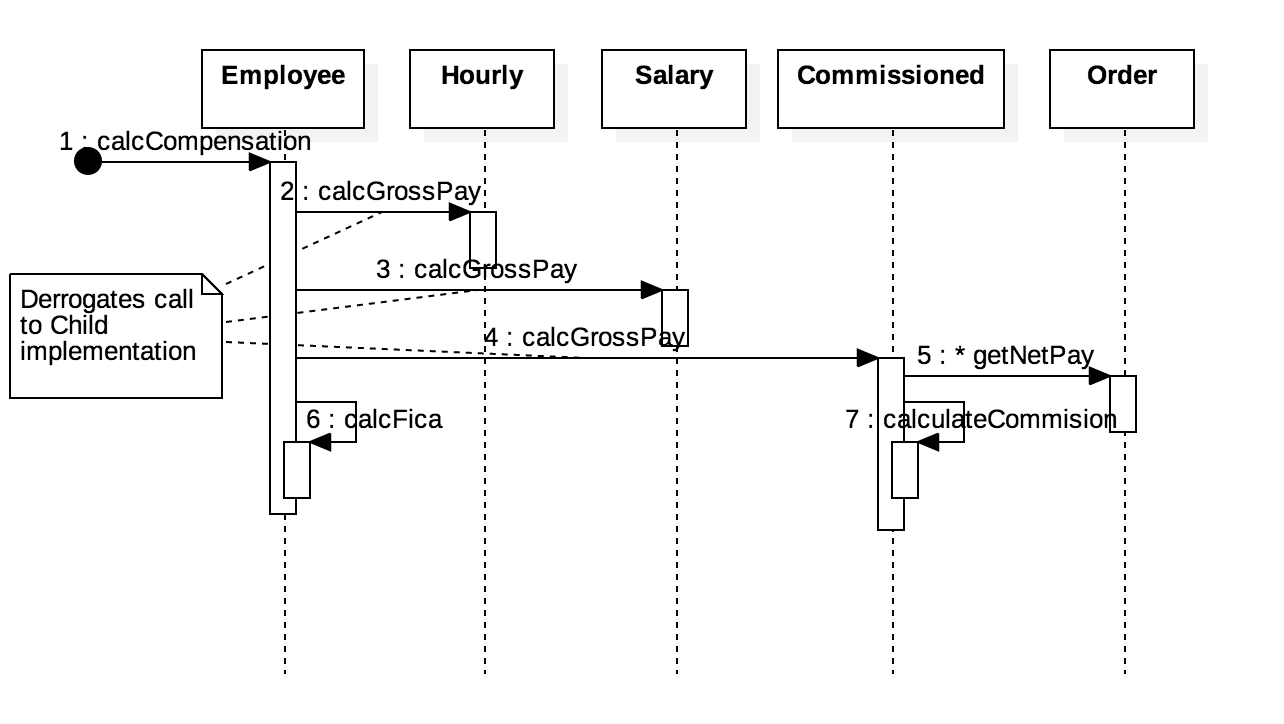 Employee
Hourly
Salary
Commissioned
Order
1 : calcCompensation
2 : calcGrossPay
3 : calcGrossPay
Derrogates call
to Child
implementation
4 : calcGrossPay
5 : * getNetPay
6 : calcFica
7 : calculateCommision